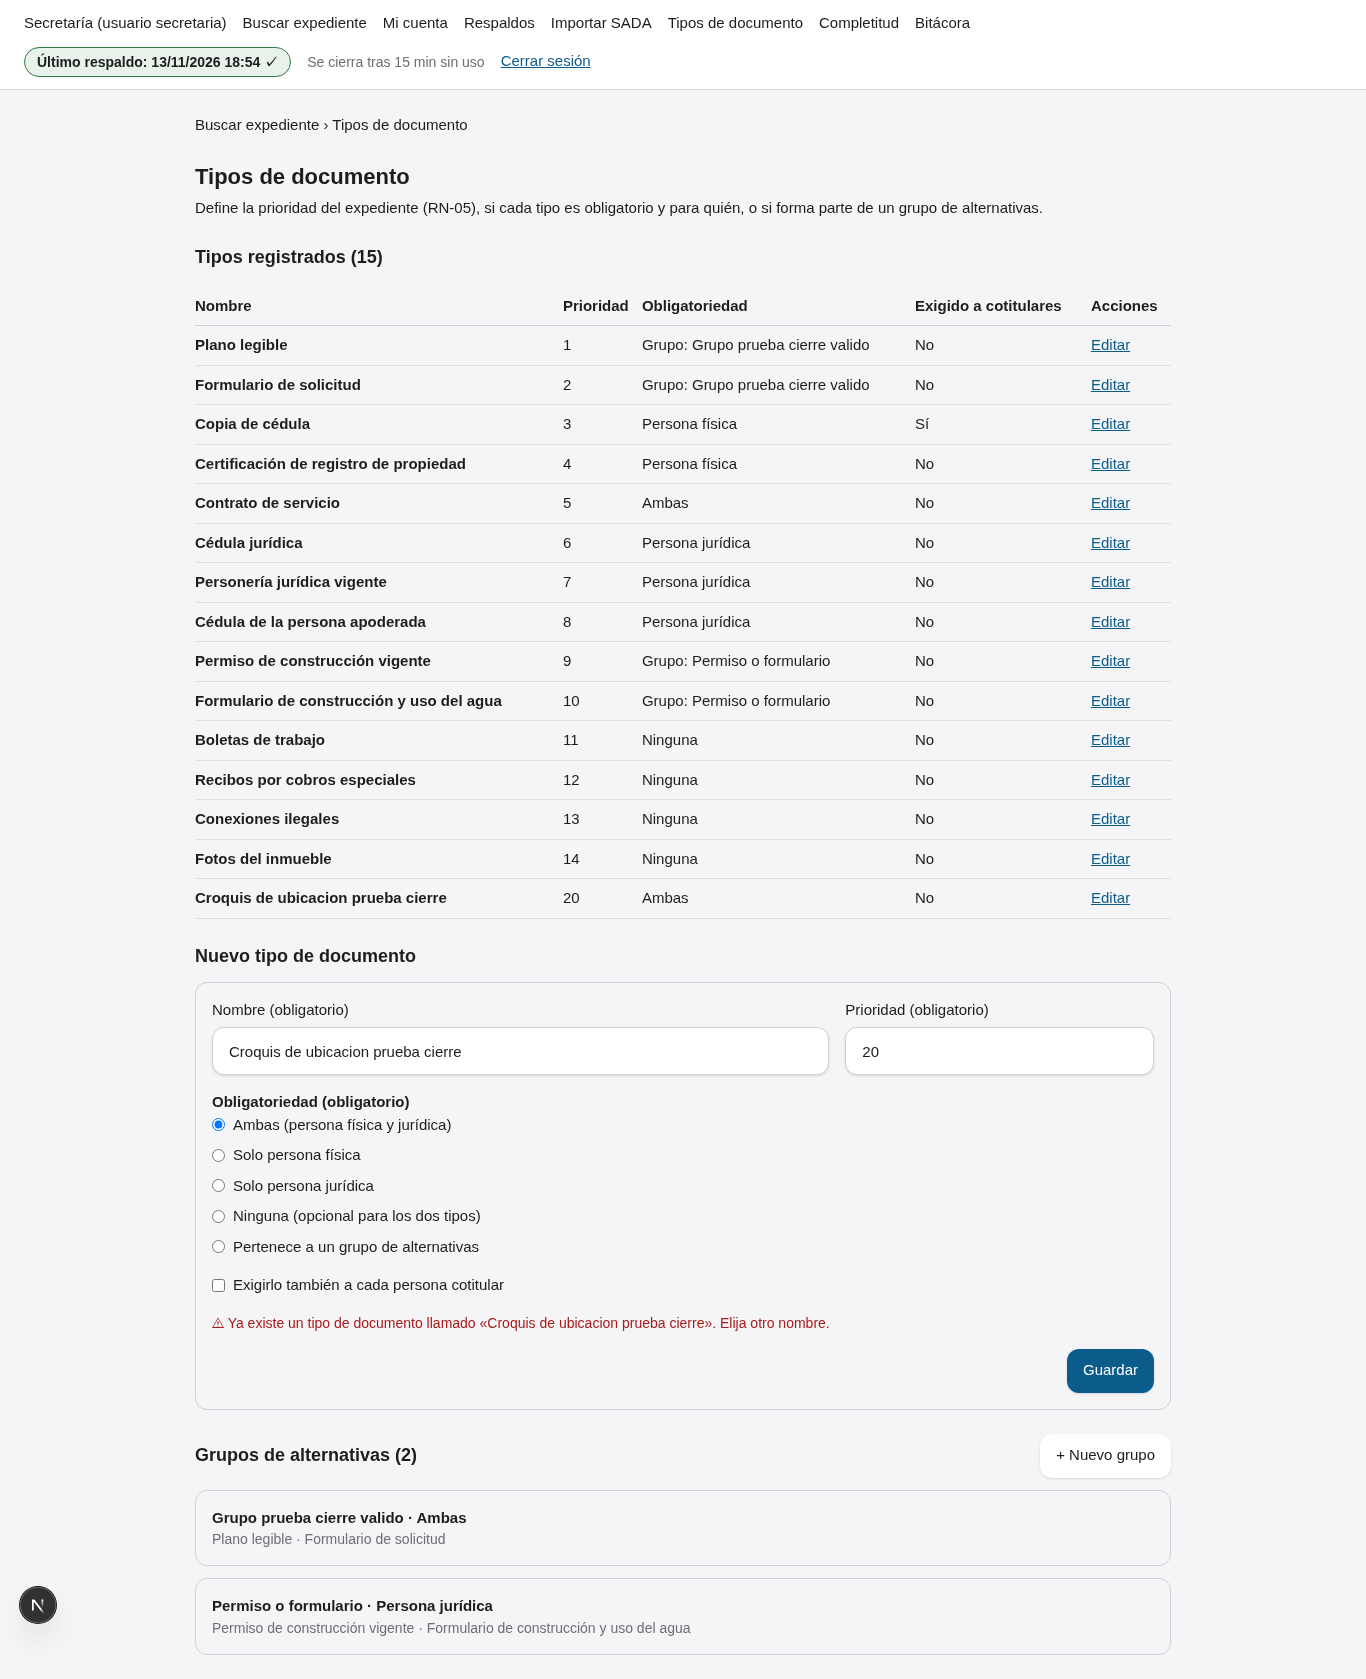 Secretaría (usuario secretaria) Buscar expediente Mi cuenta Respaldos Importar SADA Tipos de documento Completitud Bitácora
Último respaldo: 13/11/2026 18:54 ✓ Se cierra tras 15 min sin uso Cerrar sesión
Buscar expediente › Tipos de documento
Tipos de documento
Define la prioridad del expediente (RN-05), si cada tipo es obligatorio y para quién, o si forma parte de un grupo de alternativas.
Tipos registrados (15)
Nombre Prioridad Obligatoriedad Exigido a cotitulares Acciones
Plano legible 1 Grupo: Grupo prueba cierre valido No Editar
Formulario de solicitud 2 Grupo: Grupo prueba cierre valido No Editar
Copia de cédula 3 Persona física Sí Editar
Certificación de registro de propiedad 4 Persona física No Editar
Contrato de servicio 5 Ambas No Editar
Cédula jurídica 6 Persona jurídica No Editar
Personería jurídica vigente 7 Persona jurídica No Editar
Cédula de la persona apoderada 8 Persona jurídica No Editar
Permiso de construcción vigente 9 Grupo: Permiso o formulario No Editar
Formulario de construcción y uso del agua 10 Grupo: Permiso o formulario No Editar
Boletas de trabajo 11 Ninguna No Editar
Recibos por cobros especiales 12 Ninguna No Editar
Conexiones ilegales 13 Ninguna No Editar
Fotos del inmueble 14 Ninguna No Editar
Croquis de ubicacion prueba cierre 20 Ambas No Editar
Nuevo tipo de documento
Nombre (obligatorio) Prioridad (obligatorio)
Croquis de ubicacion prueba cierre 20
Obligatoriedad (obligatorio)
Ambas (persona física y jurídica)
Solo persona física
Solo persona jurídica
Ninguna (opcional para los dos tipos)
Pertenece a un grupo de alternativas
Exigirlo también a cada persona cotitular
⚠ Ya existe un tipo de documento llamado «Croquis de ubicacion prueba cierre». Elija otro nombre.
Guardar
Grupos de alternativas (2) + Nuevo grupo
Grupo prueba cierre valido · Ambas
Plano legible · Formulario de solicitud
Permiso o formulario · Persona jurídica
Permiso de construcción vigente · Formulario de construcción y uso del agua
N